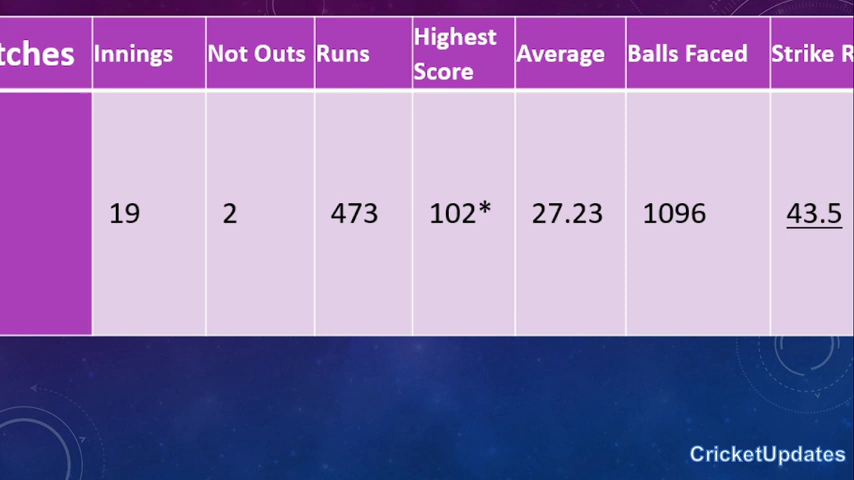 tches Innings Not Outs Runs Highest Score Average Balls Faced Strike R
19 2 473 102* 27.23 1096 43.5
CricketUpdates